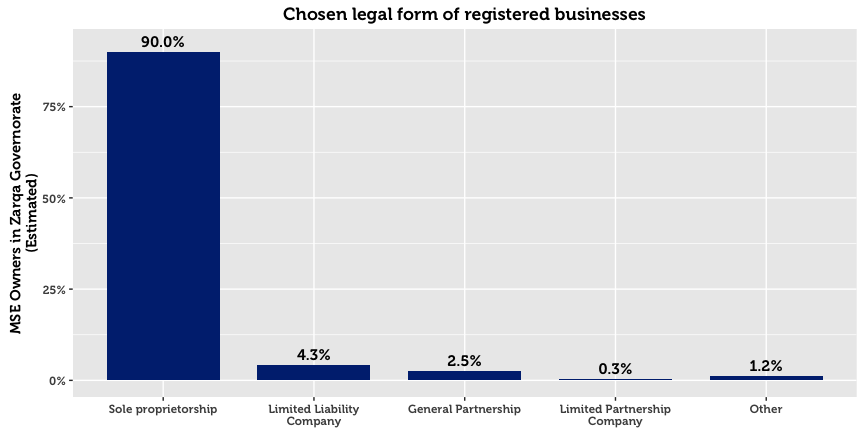 Chosen legal form of registered businesses
MSE Owners in Zarqa Governorate
(Estimated)
75%
50%
25%
0%
90.0%
4.3%
2.5%
0.3%
1.2%
Sole proprietorship
Limited Liability
Company
General Partnership
Limited Partnership
Company
Other